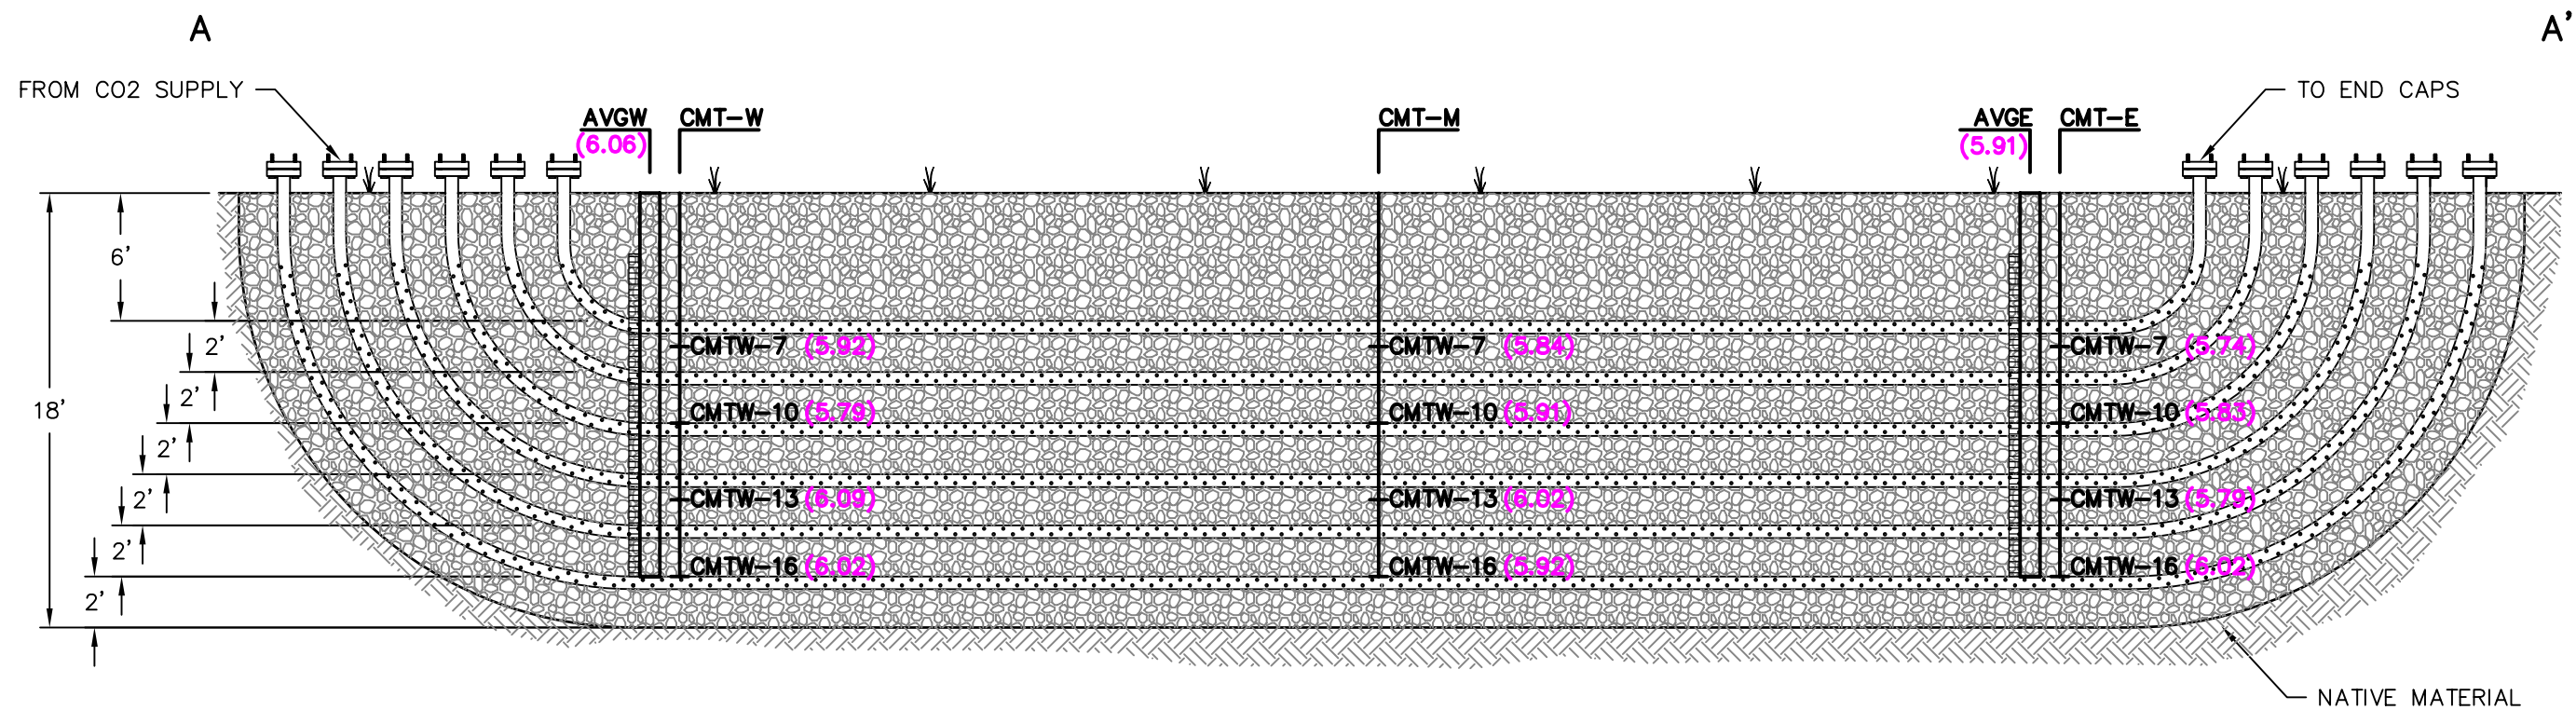 A A'
FROM CO2 SUPPLY TO END CAPS
AVGW CMT-W CMT-M AVGE CMT-E
(6.06) (5.91)
6'
2' CMTW-7 (5.92) CMTW-7 (5.84) CMTW-7 (5.74)
2'
18' CMTW-10 (5.79) CMTW-10 (5.91) CMTW-10 (5.83)
2'
2' CMTW-13 (6.09) CMTW-13 (6.02) CMTW-13 (5.79)
2'
CMTW-16 (6.02) CMTW-16 (5.92) CMTW-16 (6.02)
2'
NATIVE MATERIAL